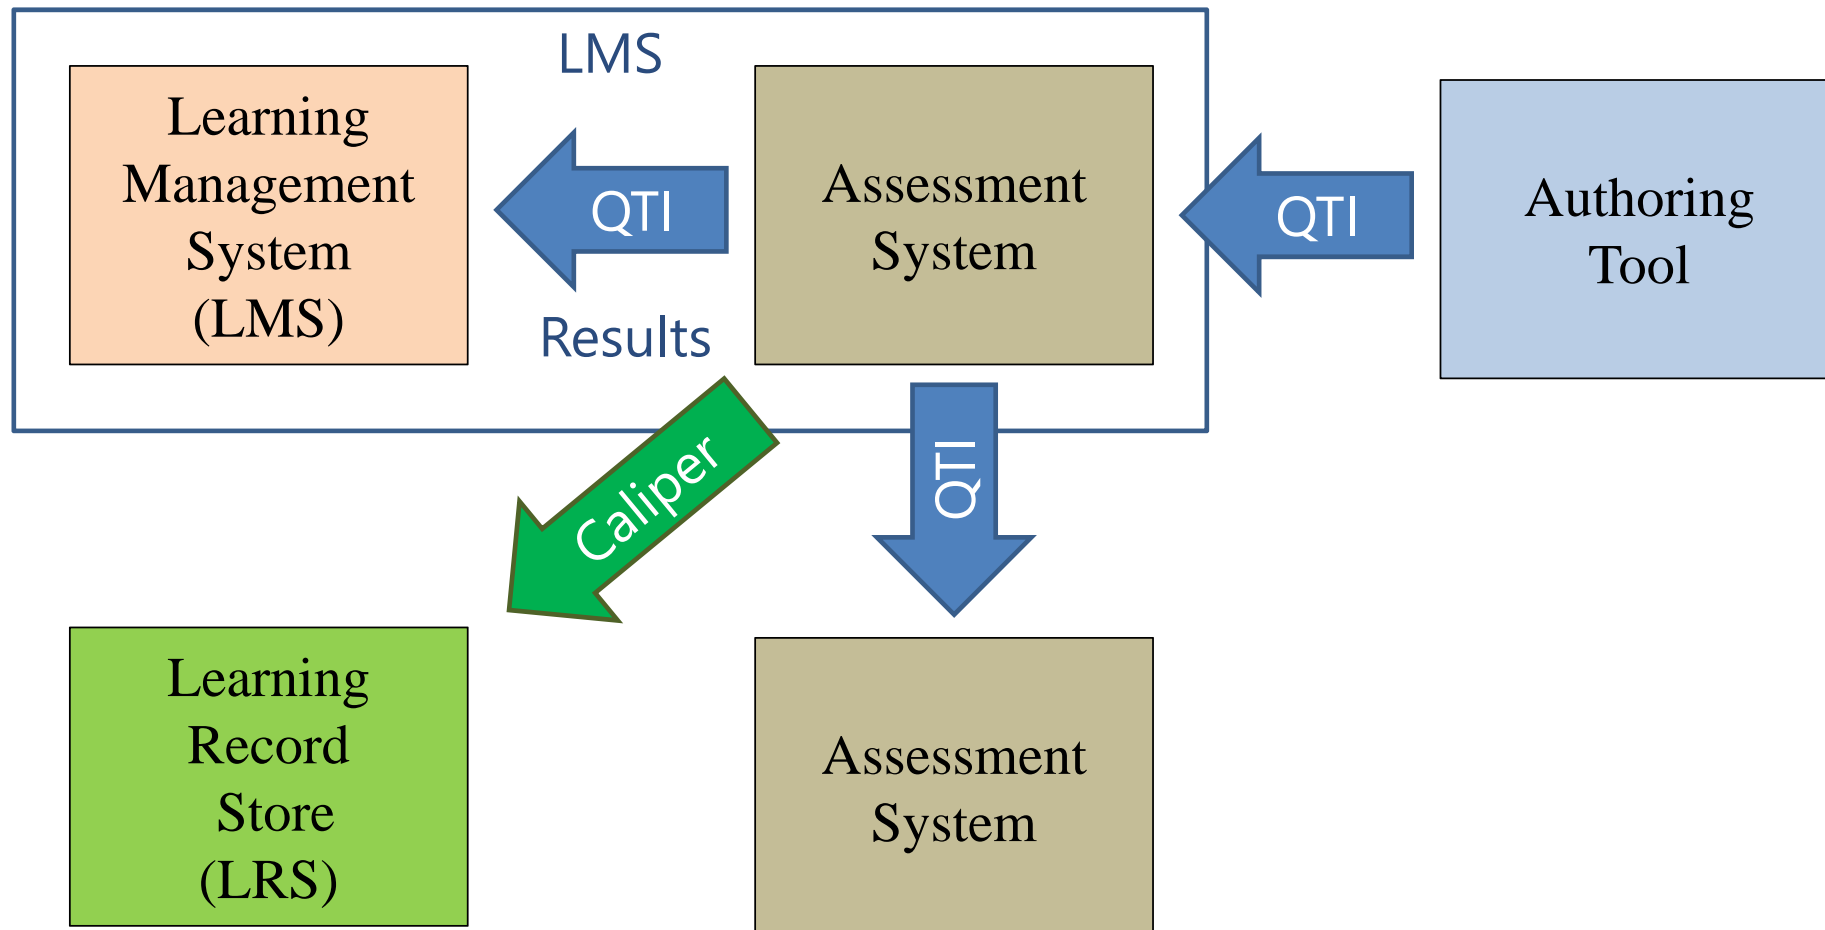 LMS
Learning
Management
System
(LMS)
QTI
Results
Assessment
System
QTI
Authoring
Tool
Caliper
QTI
Learning
Record
Store
(LRS)
Assessment
System